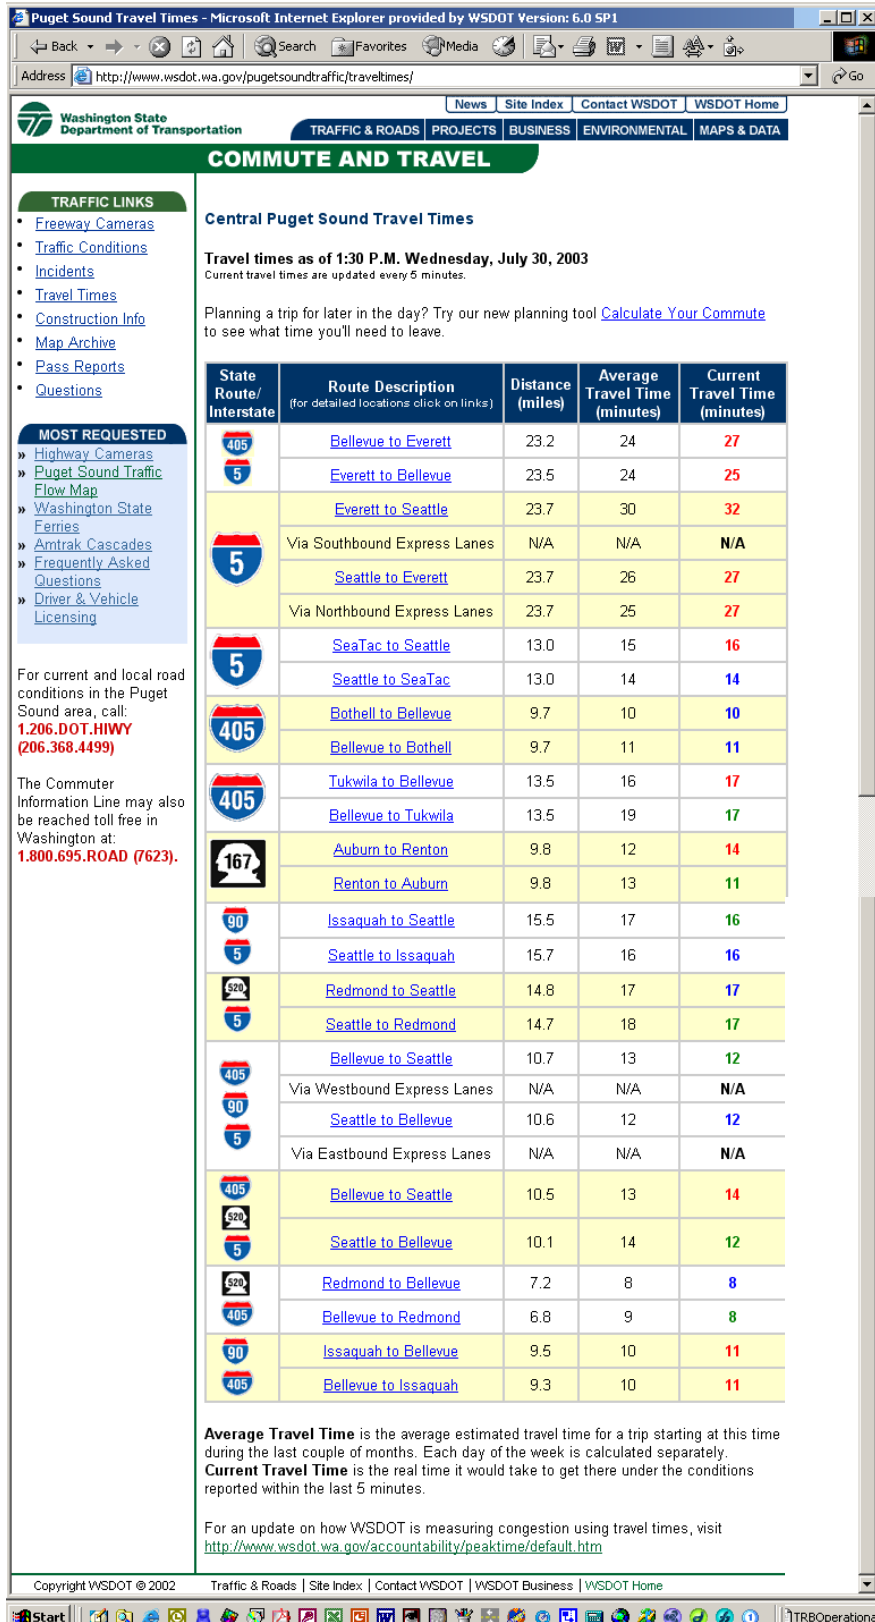 Puget Sound Travel Times - Microsoft Internet Explorer provided by WSDOT Version: 6.0 SP1
Back Search Favorites Media
Address http://www.wsdot.wa.gov/pugetsoundtraffic/traveltimes/ Go
News Site Index Contact WSDOT WSDOT Home
Washington State
Department of Transportation
TRAFFIC & ROADS PROJECTS BUSINESS ENVIRONMENTAL MAPS & DATA
COMMUTE AND TRAVEL
TRAFFIC LINKS
• Freeway Cameras
• Traffic Conditions
• Incidents
• Travel Times
• Construction Info
• Map Archive
• Pass Reports
• Questions
MOST REQUESTED
» Highway Cameras
» Puget Sound Traffic
Flow Map
» Washington State
Ferries
» Amtrak Cascades
» Frequently Asked
Questions
» Driver & Vehicle
Licensing
For current and local road
conditions in the Puget
Sound area, call:
1.206.DOT.HIWY
(206.368.4499)
The Commuter
Information Line may also
be reached toll free in
Washington at:
1.800.695.ROAD (7623).
Central Puget Sound Travel Times
Travel times as of 1:30 P.M. Wednesday, July 30, 2003
Current travel times are updated every 5 minutes.
Planning a trip for later in the day? Try our new planning tool Calculate Your Commute
to see what time you'll need to leave.
State Route/ Interstate Route Description (for detailed locations click on links) Distance (miles) Average Travel Time (minutes) Current Travel Time (minutes)
405 Bellevue to Everett 23.2 24 27
5 Everett to Bellevue 23.5 24 25
Everett to Seattle 23.7 30 32
5 Via Southbound Express Lanes N/A N/A N/A
Seattle to Everett 23.7 26 27
Via Northbound Express Lanes 23.7 25 27
5 SeaTac to Seattle 13.0 15 16
Seattle to SeaTac 13.0 14 14
405 Bothell to Bellevue 9.7 10 10
Bellevue to Bothell 9.7 11 11
405 Tukwila to Bellevue 13.5 16 17
Bellevue to Tukwila 13.5 19 17
167 Auburn to Renton 9.8 12 14
Renton to Auburn 9.8 13 11
90 Issaquah to Seattle 15.5 17 16
5 Seattle to Issaquah 15.7 16 16
520 Redmond to Seattle 14.8 17 17
5 Seattle to Redmond 14.7 18 17
405 Bellevue to Seattle 10.7 13 12
Via Westbound Express Lanes N/A N/A N/A
90 Seattle to Bellevue 10.6 12 12
5 Via Eastbound Express Lanes N/A N/A N/A
405 Bellevue to Seattle 10.5 13 14
520
5 Seattle to Bellevue 10.1 14 12
520 Redmond to Bellevue 7.2 8 8
405 Bellevue to Redmond 6.8 9 8
90 Issaquah to Bellevue 9.5 10 11
405 Bellevue to Issaquah 9.3 10 11
Average Travel Time is the average estimated travel time for a trip starting at this time
during the last couple of months. Each day of the week is calculated separately.
Current Travel Time is the real time it would take to get there under the conditions
reported within the last 5 minutes.
For an update on how WSDOT is measuring congestion using travel times, visit
http://www.wsdot.wa.gov/accountability/peaktime/default.htm
Copyright WSDOT © 2002 Traffic & Roads | Site Index | Contact WSDOT | WSDOT Business | WSDOT Home
Start TRBOperations